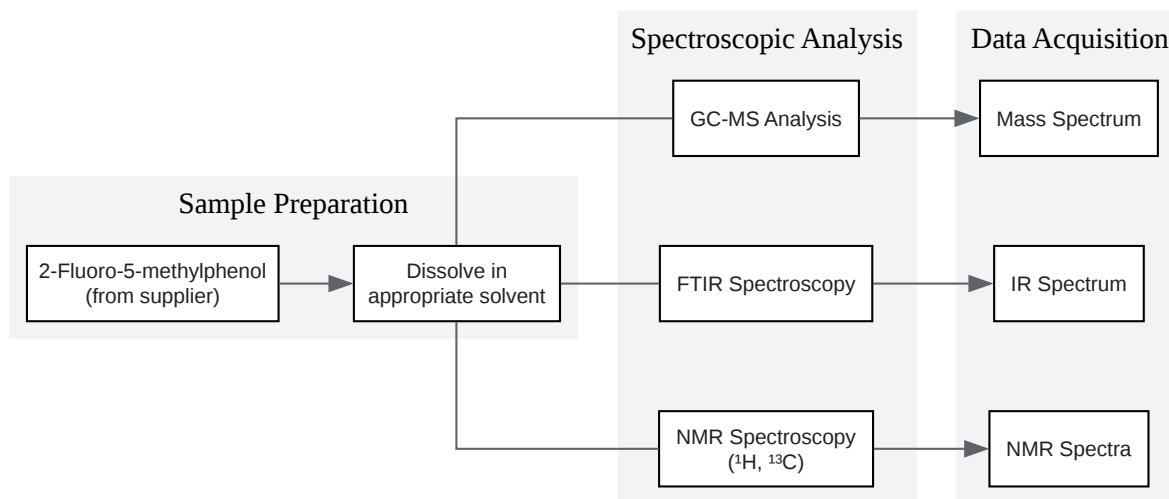 Spectroscopic Analysis
Data Acquisition
GC-MS Analysis
Mass Spectrum
Sample Preparation
2-Fluoro-5-methylphenol
(from supplier)
Dissolve in
appropriate solvent
FTIR Spectroscopy
IR Spectrum
NMR Spectroscopy
(¹H, ¹³C)
NMR Spectra